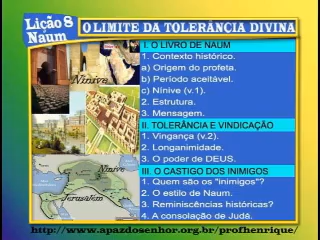 Lição 8
Naum
O LIMITE DA TOLERÂNCIA DIVINA
I. O LIVRO DE NAUM
1. Contexto histórico.
a) Origem do profeta.
b) Período aceitável.
c) Nínive (v.1).
2. Estrutura.
3. Mensagem.
II. TOLERÂNCIA E VINDICAÇÃO
1. Vingança (v.2).
2. Longanimidade.
3. O poder de DEUS.
III. O CASTIGO DOS INIMIGOS
1. Quem são os "inimigos"?
2. O estilo de Naum.
3. Reminiscências históricas?
4. A consolação de Judá.
Nínive
Nínive
Jerusalem
http://www.apazdosenhor.org.br/profhenrique/